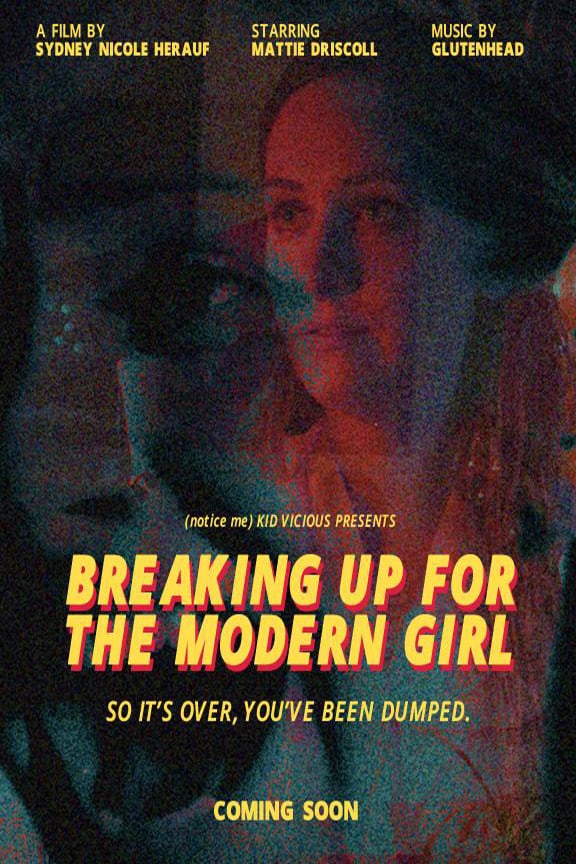 A FILM BY
SYDNEY NICOLE HERAUF
STARRING
MATTIE DRISCOLL
MUSIC BY
GLUTENHEAD
(notice me) KID VICIOUS PRESENTS
BREAKING UP FOR
THE MODERN GIRL
SO IT'S OVER, YOU'VE BEEN DUMPED.
COMING SOON